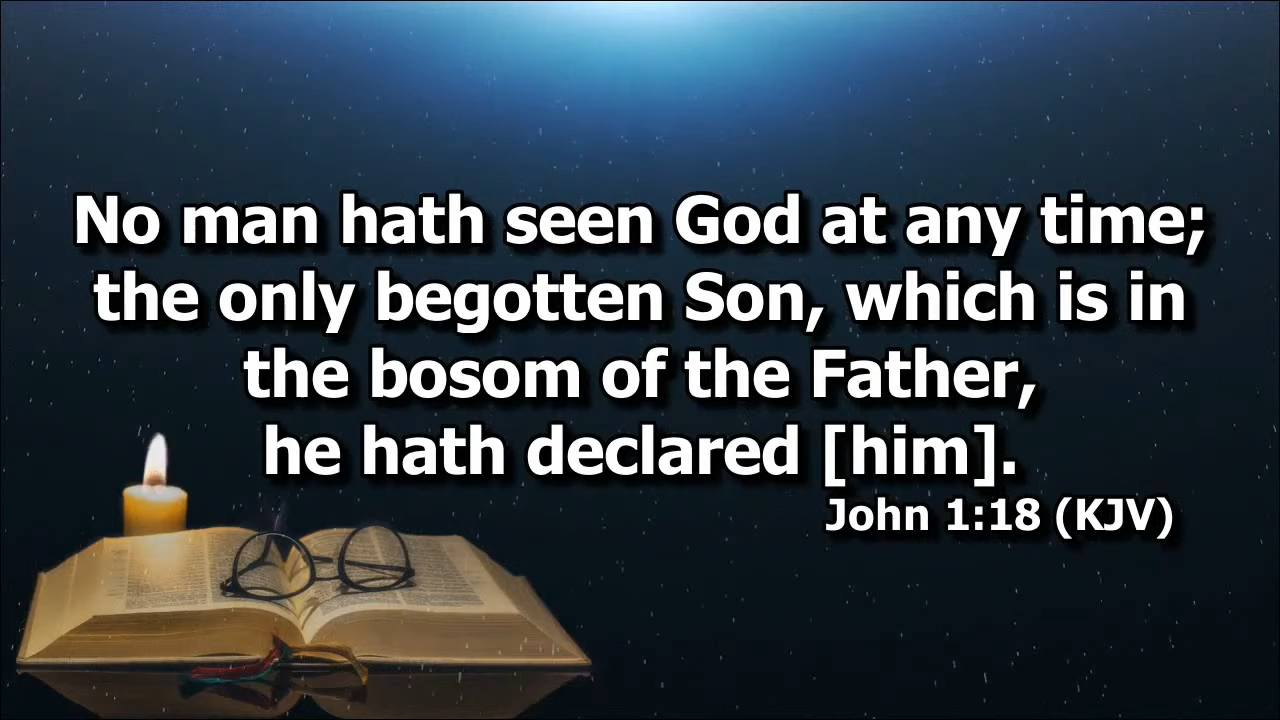 No man hath seen God at any time;
the only begotten Son, which is in
the bosom of the Father,
he hath declared [him].
John 1:18 (KJV)